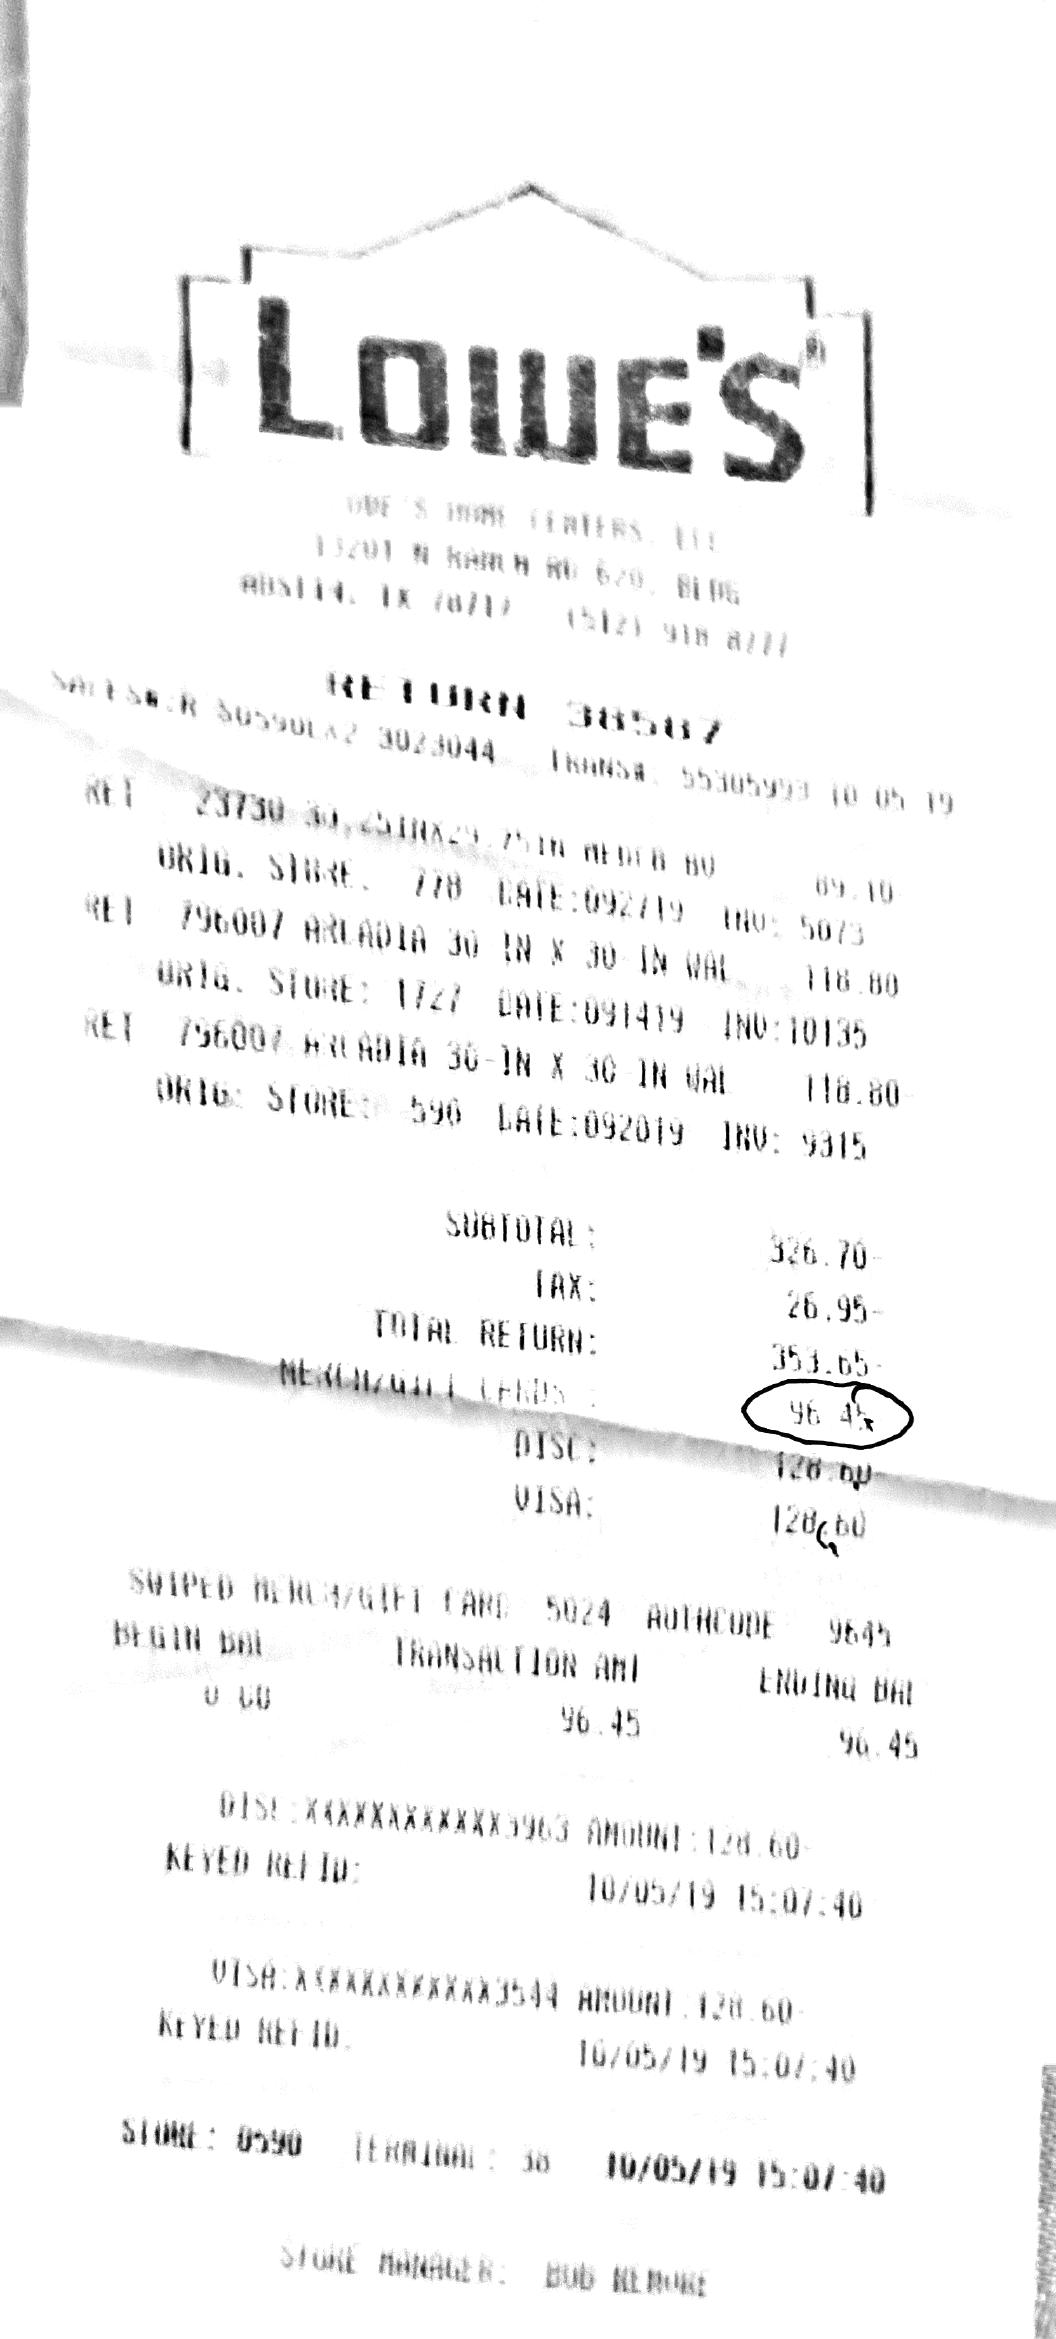 LOWE'S
LOWE'S HOME CENTERS, LLC
13201 N RANCH RD 620, BLDG
AUSTIN, TX 78717 (512) 918-8777
RETURN 38587
SALES#: 3023044 TRANS#: 55305993 10-05-19
RET 23730 30.25INX29.75IN 89.10-
ORIG. STORE: 778 DATE:092719 INV: 5073
RET 796007 ARCADIA 30-IN X 30-IN WAL 118.80-
ORIG. STORE: 1727 DATE:091419 INV:10135
RET 796007 ARCADIA 30-IN X 30-IN WAL 118.80-
ORIG. STORE: 590 DATE:092019 INV: 9315
SUBTOTAL: 326.70-
TAX: 26.95-
TOTAL RETURN: 353.65-
MERCH/GIFT CARDS : 96.45
DISC: 128.60-
VISA: 128.60
SWIPED MERCH/GIFT CARD 5024 AUTHCODE 9645
BEGIN BAL TRANSACTION AMT ENDING BAL
0.00 96.45 96.45
DISC:XXXXXXXXXXXX5963 AMOUNT:128.60-
KEYED REFID: 10/05/19 15:07:40
VISA:XXXXXXXXXXXX3544 AMOUNT:128.60-
KEYED REFID: 10/05/19 15:07:40
STORE: 0590 TERMINAL: 38 10/05/19 15:07:40
STORE MANAGER: BOB